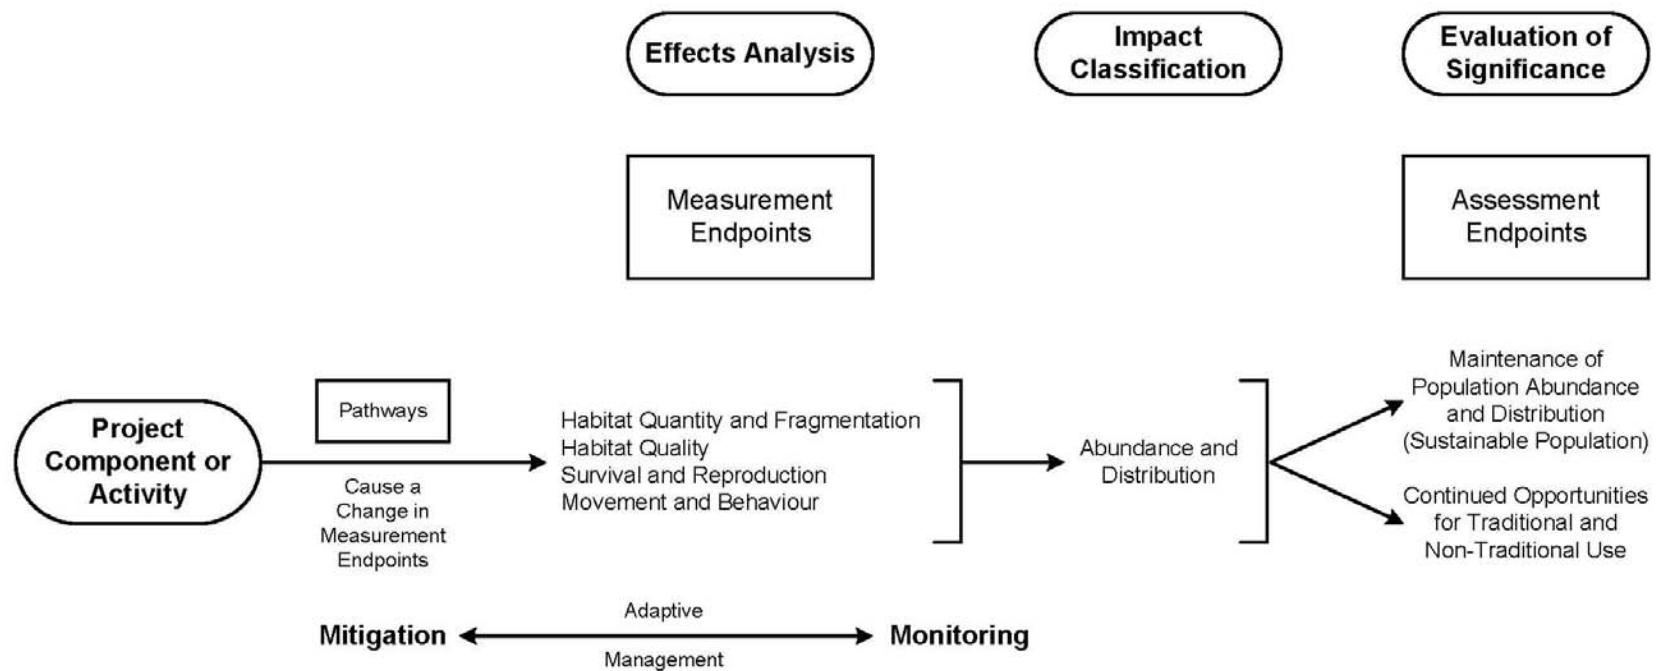 Effects Analysis
Impact
Classification
Evaluation of
Significance
Measurement
Endpoints
Assessment
Endpoints
Project
Component or
Activity
Pathways
Cause a
Change in
Measurement
Endpoints
Habitat Quantity and Fragmentation
Habitat Quality
Survival and Reproduction
Movement and Behaviour
Abundance and
Distribution
Maintenance of
Population Abundance
and Distribution
(Sustainable Population)
Continued Opportunities
for Traditional and
Non-Traditional Use
Mitigation
Adaptive
Management
Monitoring